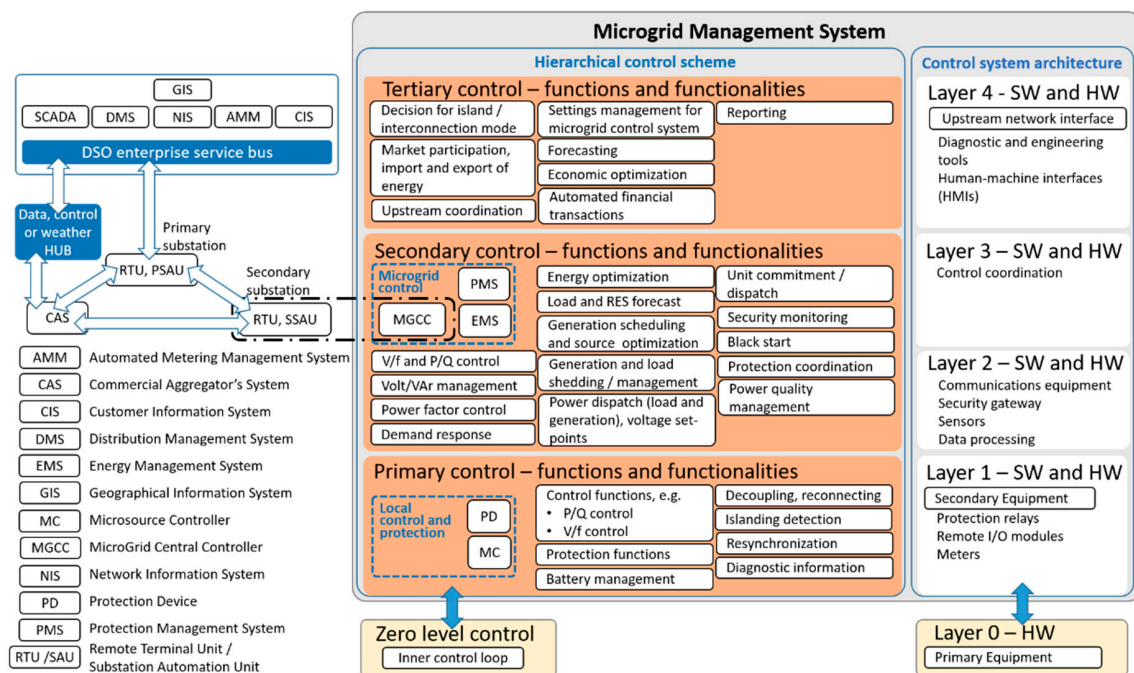 Microgrid Management System
Hierarchical control scheme
Control system architecture
GIS
SCADA
DMS
NIS
AMM
CIS
DSO enterprise service bus
Data, control
or weather
HUB
Primary
substation
RTU, PSAU
Secondary
substation
CAS
RTU, SSAU
AMM
Automated Metering Management System
CAS
Commercial Aggregator's System
CIS
Customer Information System
DMS
Distribution Management System
EMS
Energy Management System
GIS
Geographical Information System
MC
Microsource Controller
MGCC
MicroGrid Central Controller
NIS
Network Information System
PD
Protection Device
PMS
Protection Management System
RTU /SAU
Remote Terminal Unit /
Substation Automation Unit
Tertiary control – functions and functionalities
Decision for island /
interconnection mode
Market participation,
import and export of
energy
Upstream coordination
Settings management for
microgrid control system
Forecasting
Economic optimization
Automated financial
transactions
Reporting
Secondary control – functions and functionalities
Microgrid
control
PMS
MGCC
EMS
V/f and P/Q control
Volt/VAr management
Power factor control
Demand response
Energy optimization
Load and RES forecast
Generation scheduling
and source optimization
Generation and load
shedding / management
Power dispatch (load and
generation), voltage set-
points
Unit commitment /
dispatch
Security monitoring
Black start
Protection coordination
Power quality
management
Primary control – functions and functionalities
Local
control and
protection
PD
MC
Control functions, e.g.
• P/Q control
• V/f control
Protection functions
Battery management
Decoupling, reconnecting
Islanding detection
Resynchronization
Diagnostic information
Zero level control
Inner control loop
Layer 4 - SW and HW
Upstream network interface
Diagnostic and engineering
tools
Human-machine interfaces
(HMIs)
Layer 3 – SW and HW
Control coordination
Layer 2 – SW and HW
Communications equipment
Security gateway
Sensors
Data processing
Layer 1 – SW and HW
Secondary Equipment
Protection relays
Remote I/O modules
Meters
Layer 0 – HW
Primary Equipment